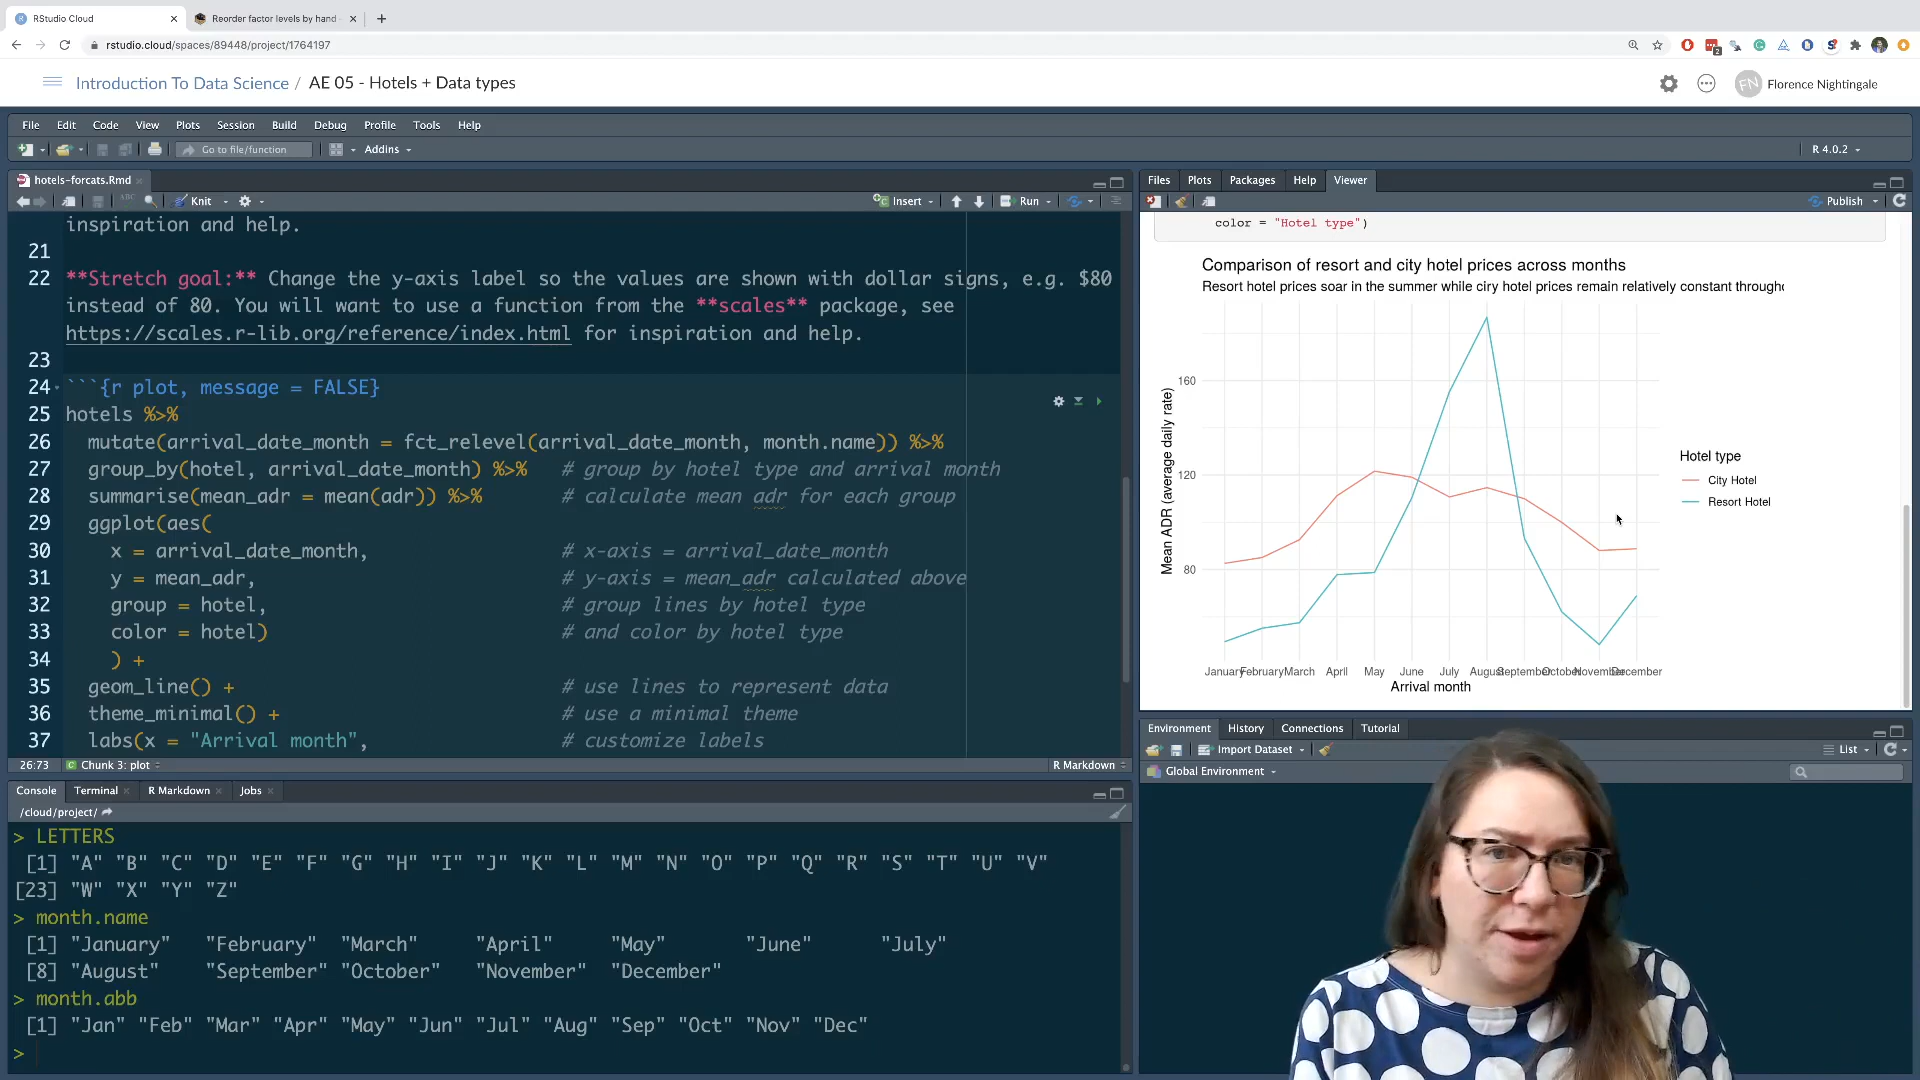 RStudio Cloud
Reorder factor levels by hand
rstudio.cloud/spaces/89448/project/1764197
Introduction To Data Science / AE 05 - Hotels + Data types
FN Florence Nightingale
File Edit Code View Plots Session Build Debug Profile Tools Help
Go to file/function Addins R 4.0.2
hotels-forcats.Rmd
ABC Knit Insert Run
inspiration and help.
21
22 **Stretch goal:** Change the y-axis label so the values are shown with dollar signs, e.g. $80
instead of 80. You will want to use a function from the **scales** package, see
https://scales.r-lib.org/reference/index.html for inspiration and help.
23
24 ```{r plot, message = FALSE}
25 hotels %>%
26 mutate(arrival_date_month = fct_relevel(arrival_date_month, month.name)) %>%
27 group_by(hotel, arrival_date_month) %>% # group by hotel type and arrival month
28 summarise(mean_adr = mean(adr)) %>% # calculate mean adr for each group
29 ggplot(aes(
30 x = arrival_date_month, # x-axis = arrival_date_month
31 y = mean_adr, # y-axis = mean_adr calculated above
32 group = hotel, # group lines by hotel type
33 color = hotel) # and color by hotel type
34 ) +
35 geom_line() + # use lines to represent data
36 theme_minimal() + # use a minimal theme
37 labs(x = "Arrival month", # customize labels
26:73 Chunk 3: plot R Markdown
Console Terminal R Markdown Jobs
/cloud/project/
> LETTERS
[1] "A" "B" "C" "D" "E" "F" "G" "H" "I" "J" "K" "L" "M" "N" "O" "P" "Q" "R" "S" "T" "U" "V"
[23] "W" "X" "Y" "Z"
> month.name
[1] "January" "February" "March" "April" "May" "June" "July"
[8] "August" "September" "October" "November" "December"
> month.abb
[1] "Jan" "Feb" "Mar" "Apr" "May" "Jun" "Jul" "Aug" "Sep" "Oct" "Nov" "Dec"
>
Files Plots Packages Help Viewer
Publish
color = "Hotel type")
Comparison of resort and city hotel prices across months
Resort hotel prices soar in the summer while ciry hotel prices remain relatively constant througho
Mean ADR (average daily rate)
160
120
80
Hotel type
City Hotel
Resort Hotel
January February March April May June July August September October November December
Arrival month
Environment History Connections Tutorial
Import Dataset List
Global Environment